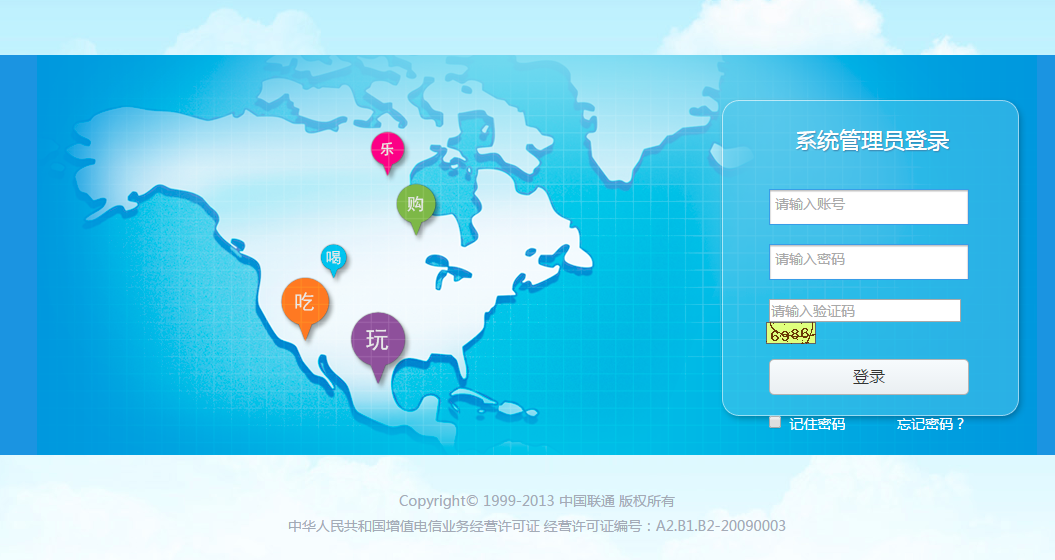 乐
购
喝
吃
玩
系统管理员登录
请输入账号
请输入密码
请输入验证码
6986
登录
记住密码 忘记密码？
Copyright© 1999-2013 中国联通 版权所有
中华人民共和国增值电信业务经营许可证 经营许可证编号：A2.B1.B2-20090003